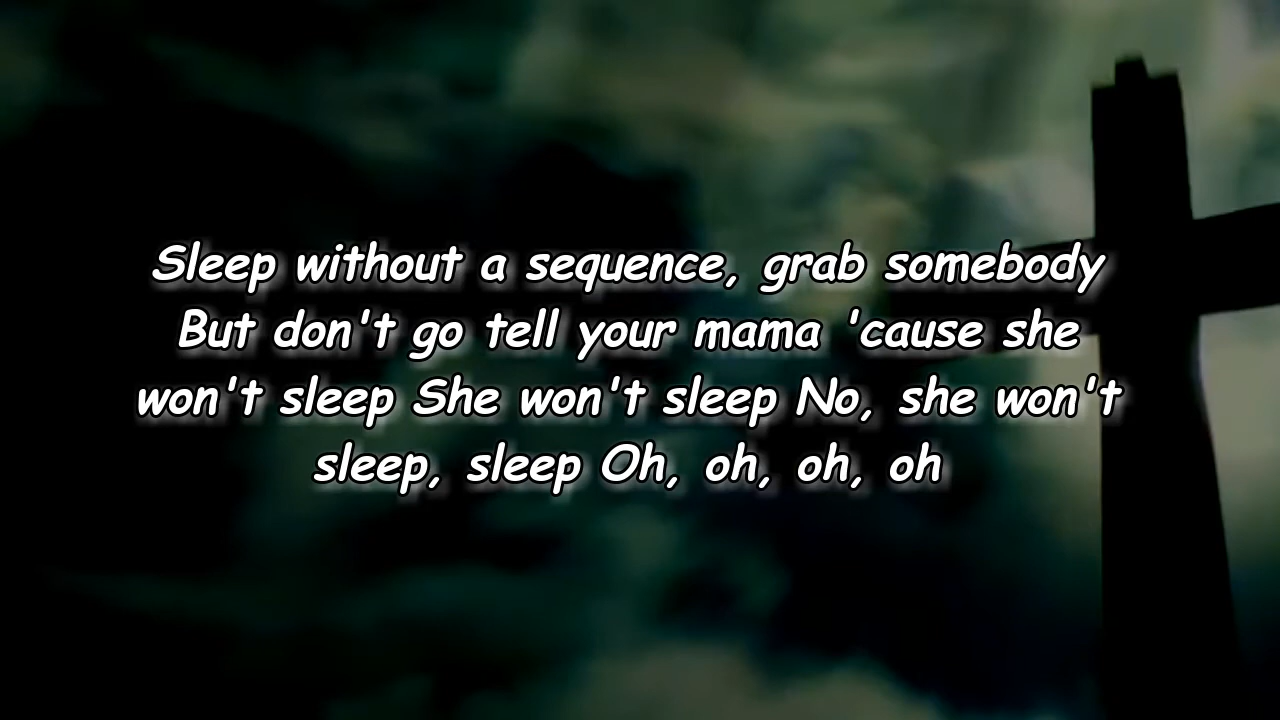 Sleep without a sequence, grab somebody
But don't go tell your mama 'cause she
won't sleep She won't sleep No, she won't
sleep, sleep Oh, oh, oh, oh